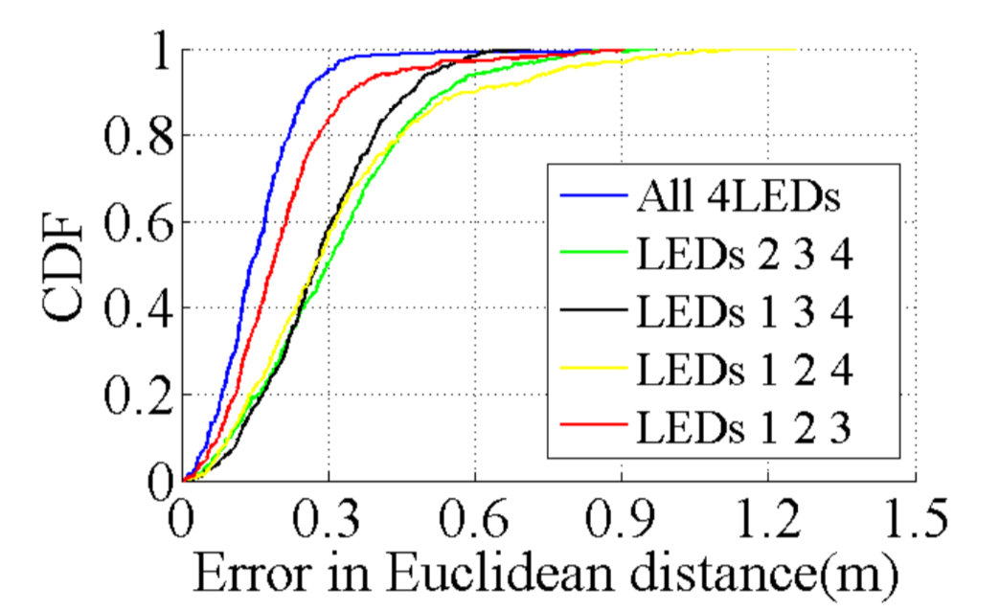 1
0.8
0.6
0.4
0.2
0
CDF
All 4LEDs
LEDs 2 3 4
LEDs 1 3 4
LEDs 1 2 4
LEDs 1 2 3
0 0.3 0.6 0.9 1.2 1.5
Error in Euclidean distance(m)